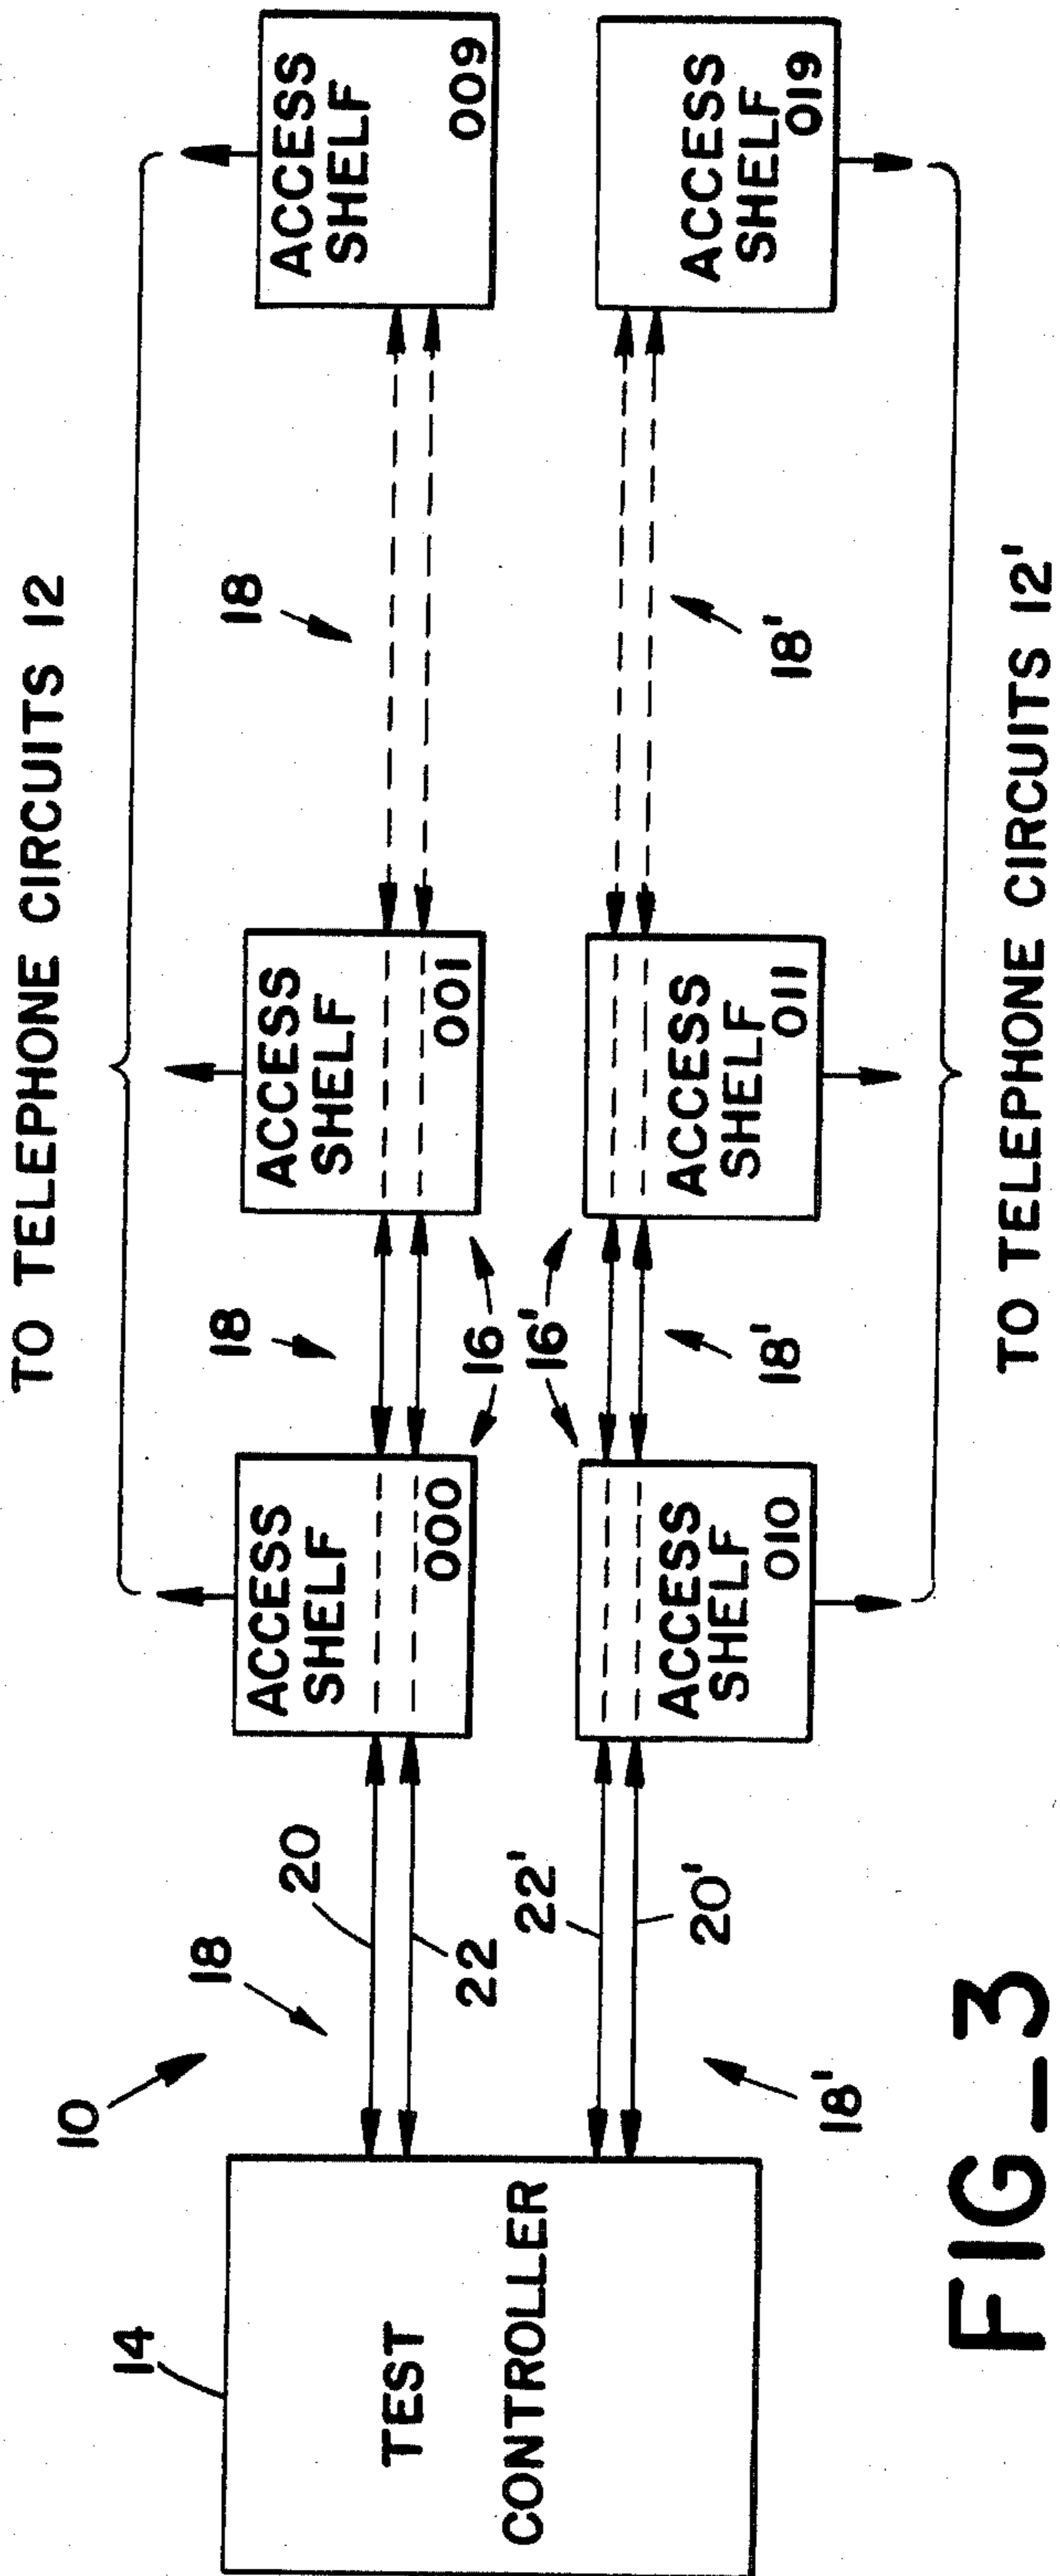 TO TELEPHONE CIRCUITS 12
10
18
18
18
14
20
22
ACCESS
SHELF
000
ACCESS
SHELF
001
ACCESS
SHELF
009
16
16'
TEST
CONTROLLER
22'
20'
ACCESS
SHELF
010
ACCESS
SHELF
011
ACCESS
SHELF
019
18'
18'
18'
TO TELEPHONE CIRCUITS 12'
FIG_3